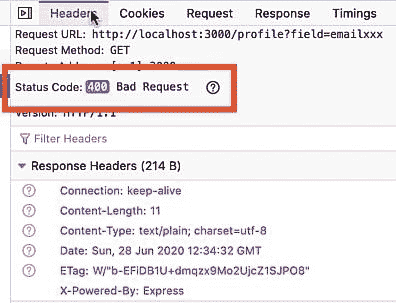 Headers Cookies Request Response Timings
Request URL: http://localhost:3000/profile?field=emailxxx
Request Method: GET
Status Code: 400 Bad Request
Version: HTTP/1.1
Filter Headers
Response Headers (214 B)
Connection: keep-alive
Content-Length: 11
Content-Type: text/plain; charset=utf-8
Date: Sun, 28 Jun 2020 12:34:32 GMT
ETag: W/"b-EFiDB1U+dmqzx9Mo2UjcZ1SJPO8"
X-Powered-By: Express